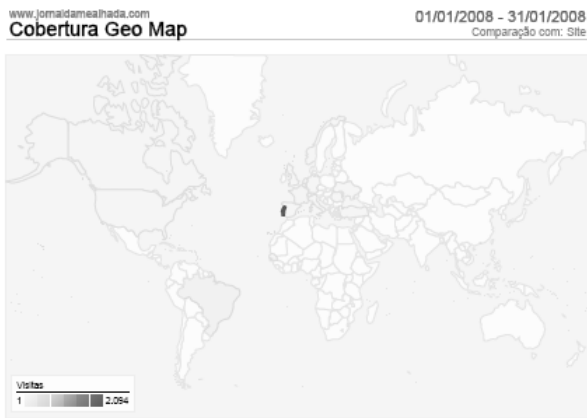 www.jornaldamealhada.com
Cobertura Geo Map
01/01/2008 - 31/01/2008
Comparação com: Site
Visitas
1 2.094